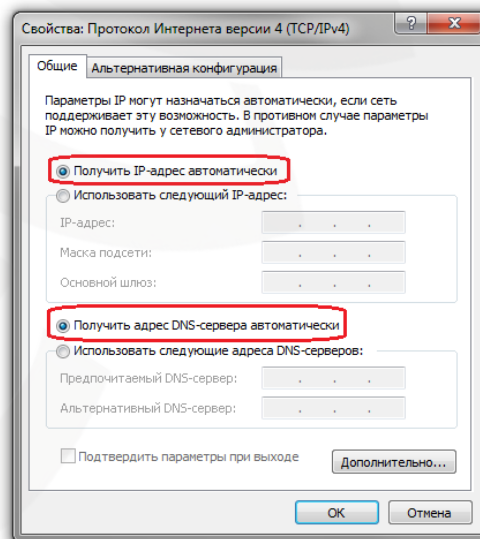 Свойства: Протокол Интернета версии 4 (TCP/IPv4)
Общие
Альтернативная конфигурация
Параметры IP могут назначаться автоматически, если сеть
поддерживает эту возможность. В противном случае параметры
IP можно получить у сетевого администратора.
Получить IP-адрес автоматически
Использовать следующий IP-адрес:
IP-адрес:
Маска подсети:
Основной шлюз:
Получить адрес DNS-сервера автоматически
Использовать следующие адреса DNS-серверов:
Предпочитаемый DNS-сервер:
Альтернативный DNS-сервер:
Подтвердить параметры при выходе
Дополнительно...
ОК
Отмена